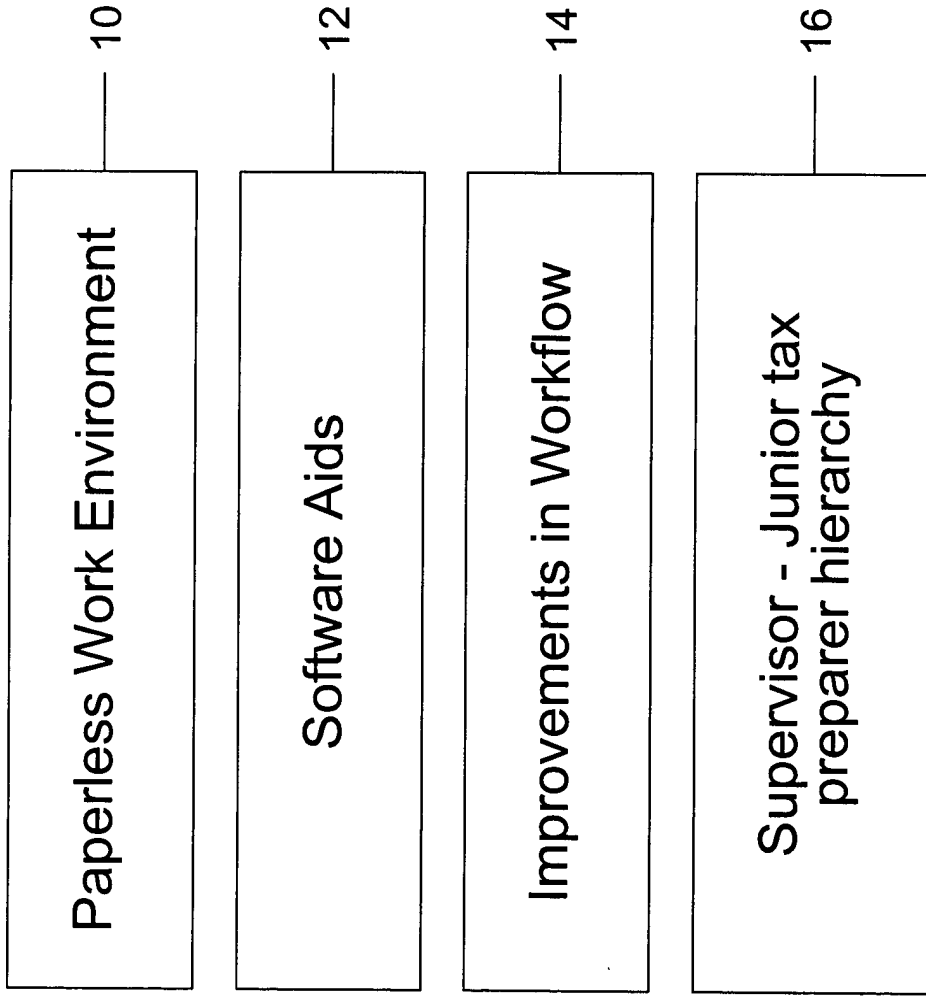 Paperless Work Environment
10
Software Aids
12
Improvements in Workflow
14
Supervisor - Junior tax
preparer hierarchy
16